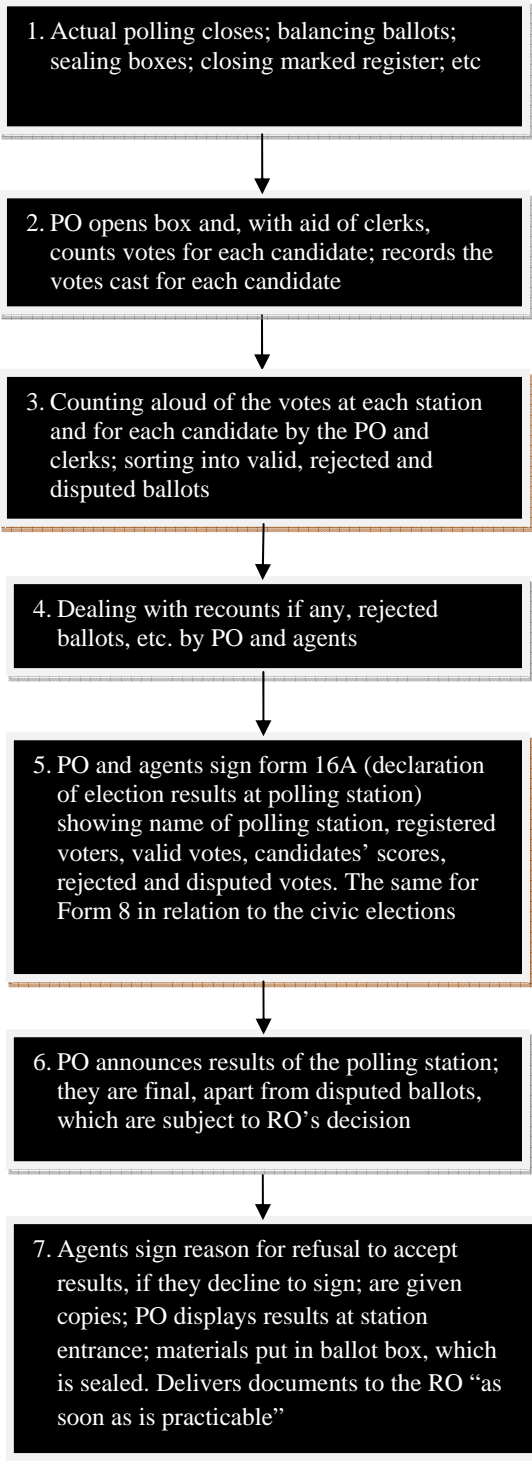 1. Actual polling closes; balancing ballots;
sealing boxes; closing marked register; etc
2. PO opens box and, with aid of clerks,
counts votes for each candidate; records the
votes cast for each candidate
3. Counting aloud of the votes at each station
and for each candidate by the PO and
clerks; sorting into valid, rejected and
disputed ballots
4. Dealing with recounts if any, rejected
ballots, etc. by PO and agents
5. PO and agents sign form 16A (declaration
of election results at polling station)
showing name of polling station, registered
voters, valid votes, candidates’ scores,
rejected and disputed votes. The same for
Form 8 in relation to the civic elections
6. PO announces results of the polling station;
they are final, apart from disputed ballots,
which are subject to RO’s decision
7. Agents sign reason for refusal to accept
results, if they decline to sign; are given
copies; PO displays results at station
entrance; materials put in ballot box, which
is sealed. Delivers documents to the RO “as
soon as is practicable”